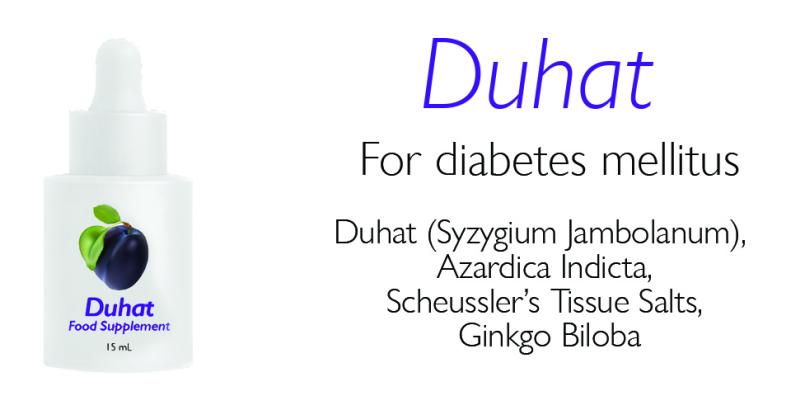 Duhat
For diabetes mellitus
Duhat (Syzygium Jambolanum),
Azardica Indicta,
Scheussler's Tissue Salts,
Ginkgo Biloba
Duhat
Food Supplement
15 mL